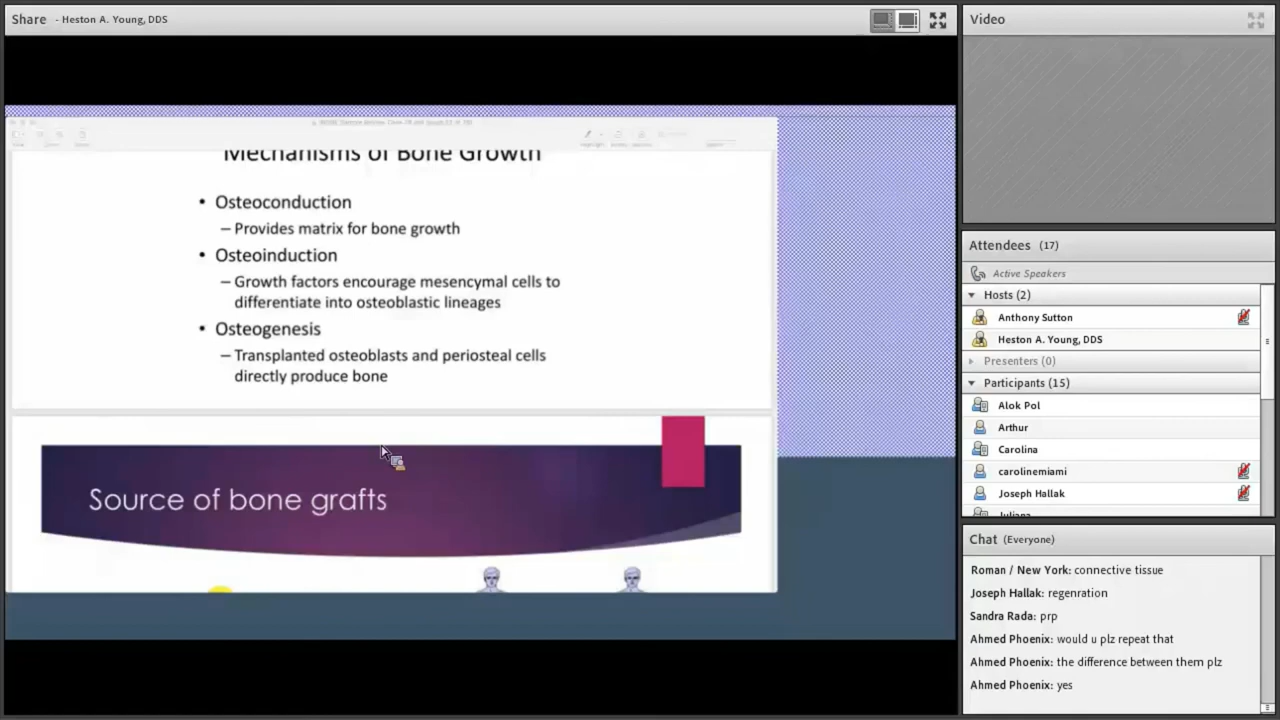 Share - Heston A. Young, DDS
Mechanisms of Bone Growth
• Osteoconduction
– Provides matrix for bone growth
• Osteoinduction
– Growth factors encourage mesencymal cells to
differentiate into osteoblastic lineages
• Osteogenesis
– Transplanted osteoblasts and periosteal cells
directly produce bone
Source of bone grafts
Video
Attendees (17)
Active Speakers
Hosts (2)
Anthony Sutton
Heston A. Young, DDS
Presenters (0)
Participants (15)
Alok Pol
Arthur
Carolina
carolinemiami
Joseph Hallak
Juliana
Chat (Everyone)
Roman / New York: connective tissue
Joseph Hallak: regenration
Sandra Rada: prp
Ahmed Phoenix: would u plz repeat that
Ahmed Phoenix: the difference between them plz
Ahmed Phoenix: yes